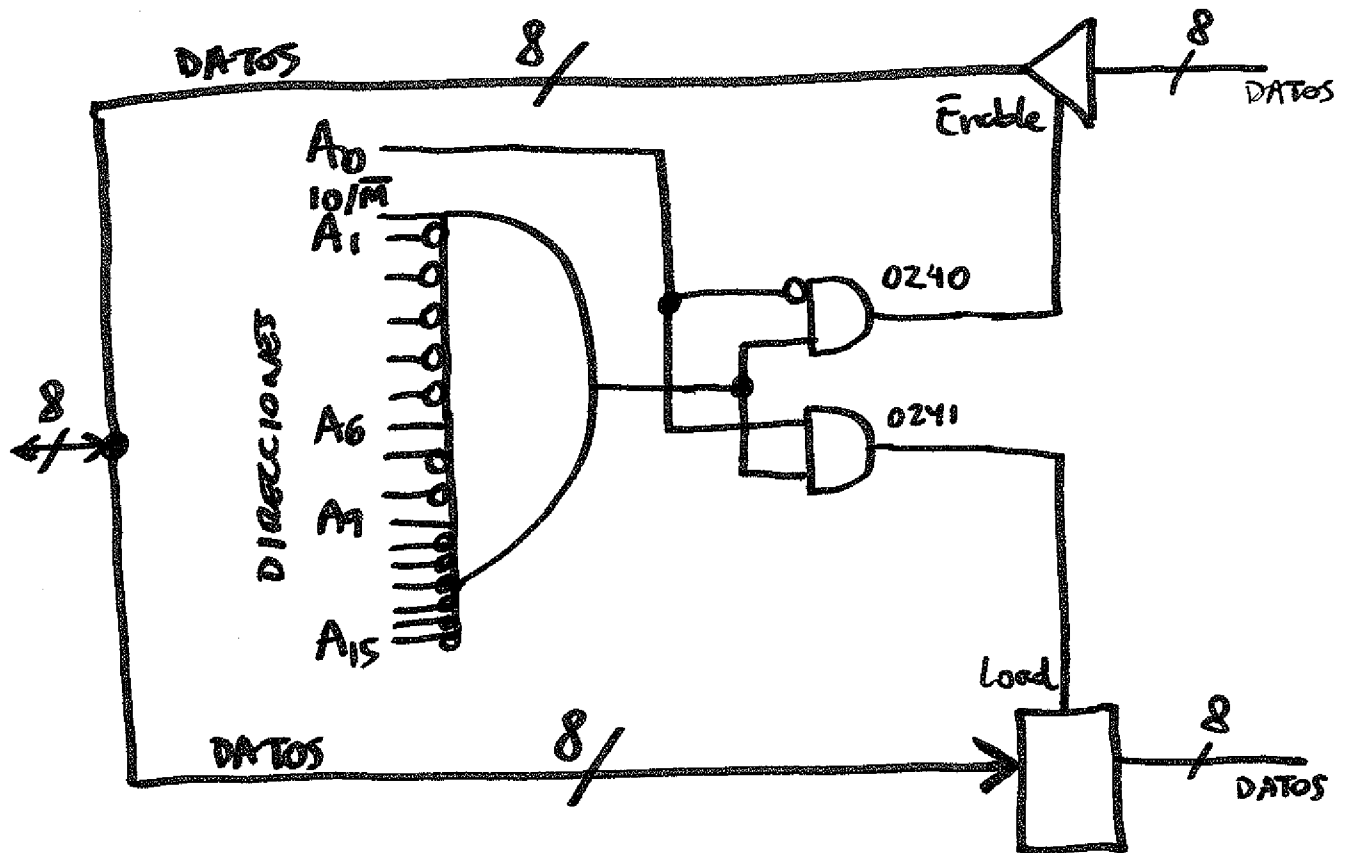 DATOS
8
8
DATOS
Enable
A0
IO/M̅
A1
0240
DIRECCIONES
8
A6
0241
A9
A15
Load
DATOS
8
8
DATOS